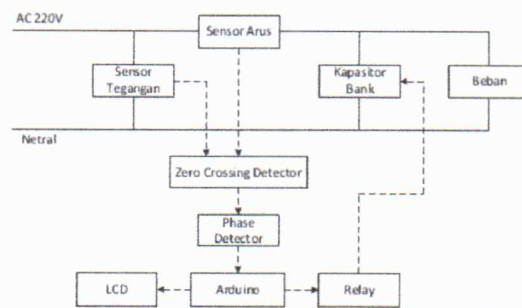 AC 220V
Sensor Arus
Sensor
Tegangan
Kapasitor
Bank
Beban
Netral
Zero Crossing Detector
Phase
Detector
LCD
Arduino
Relay